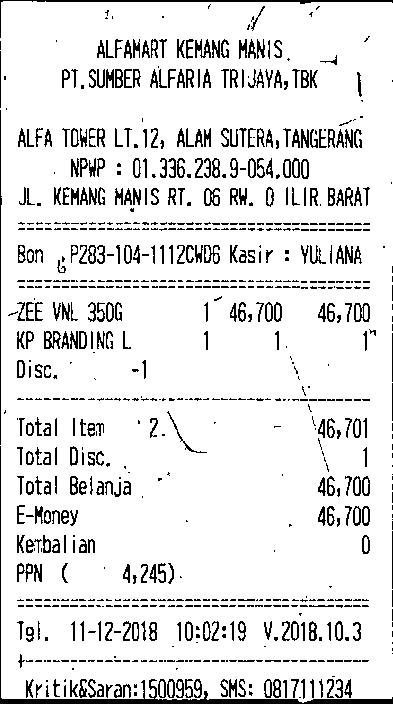 ALFAMART KEMANG MANIS
PT.SUMBER ALFARIA TRIJAYA,TBK
ALFA TOWER LT.12, ALAM SUTERA,TANGERANG
NPWP : 01.336.238.9-054.000
JL. KEMANG MANIS RT. 06 RW. 0 ILIR BARAT
Bon P283-104-1112CWD6 Kasir : YULIANA
ZEE VNL 350G 1 46,700 46,700
KP BRANDING L 1 1 1
Disc. -1
Total Item 2 46,701
Total Disc. 1
Total Belanja 46,700
E-Money 46,700
Kembalian 0
PPN ( 4,245)
Tgl. 11-12-2018 10:02:19 V.2018.10.3
Kritik&Saran:1500959, SMS: 0817111234